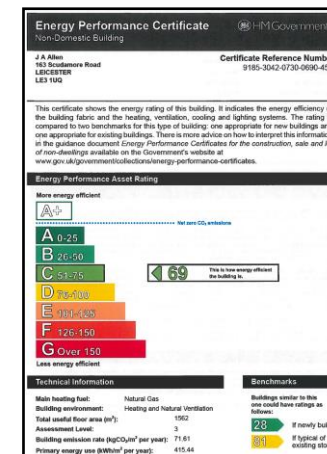 Energy Performance Certificate
Non-Domestic Building
HM Government
J A Allen
163 Scudamore Road
LEICESTER
LE3 1UQ
Certificate Reference Numb
9185-3042-0730-0690-45
This certificate shows the energy rating of this building. It indicates the energy efficiency
the building fabric and the heating, ventilation, cooling and lighting systems. The rating
compared to two benchmarks for this type of building: one appropriate for new buildings an
one appropriate for existing buildings. There is more advice on how to interpret this informatio
in the guidance document Energy Performance Certificates for the construction, sale and l
of non-dwellings available on the Government's website at
www.gov.uk/government/collections/energy-performance-certificates.
Energy Performance Asset Rating
More energy efficient
A+
Net zero CO₂ emissions
A 0-25
B 26-50
C 51-75
69
This is how energy efficient
the building is.
D 76-100
E 101-125
F 126-150
G Over 150
Less energy efficient
Technical Information
Main heating fuel: Natural Gas
Building environment: Heating and Natural Ventilation
Total useful floor area (m²): 1562
Assessment Level: 3
Building emission rate (kgCO₂/m² per year): 71.61
Primary energy use (kWh/m² per year): 415.44
Benchmarks
Buildings similar to this
one could have ratings as
follows:
28 If newly buil
81 If typical of
existing sto